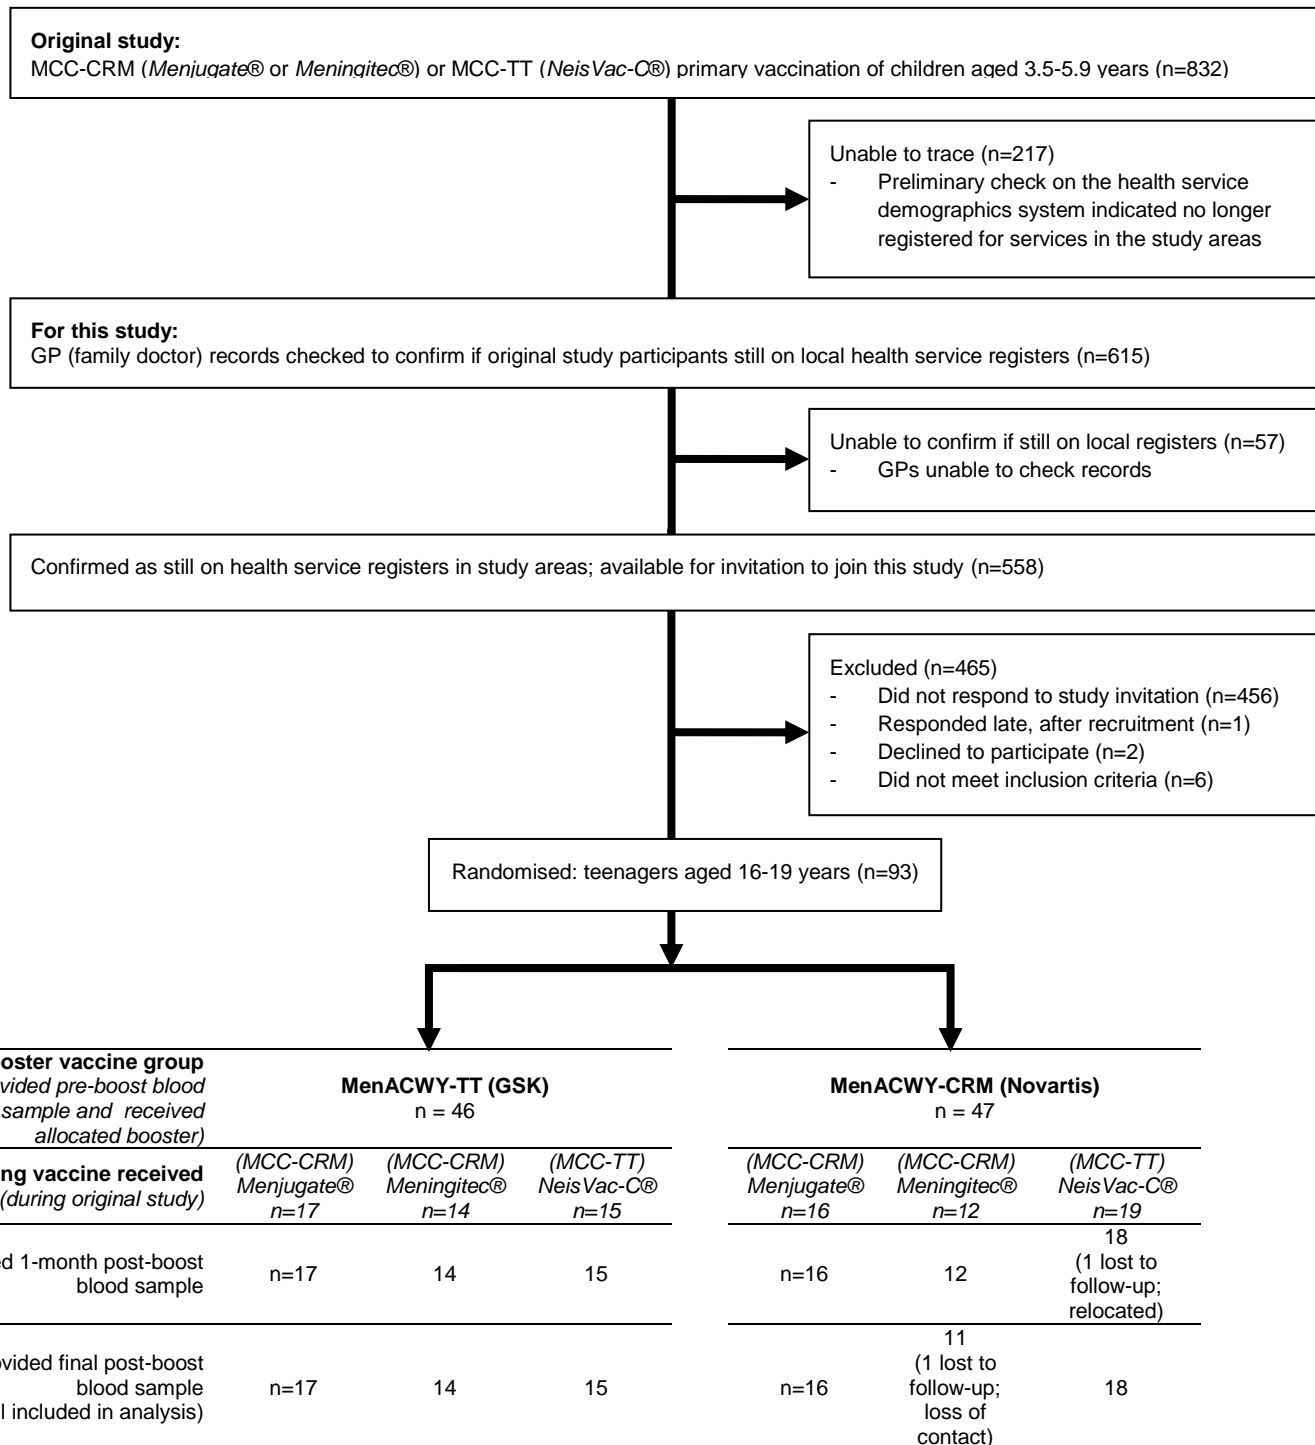 Original study:
MCC-CRM (Menjugate® or Meningitec®) or MCC-TT (NeisVac-C®) primary vaccination of children aged 3.5-5.9 years (n=832)
Unable to trace (n=217)
- Preliminary check on the health service
demographics system indicated no longer
registered for services in the study areas
For this study:
GP (family doctor) records checked to confirm if original study participants still on local health service registers (n=615)
Unable to confirm if still on local registers (n=57)
- GPs unable to check records
Confirmed as still on health service registers in study areas; available for invitation to join this study (n=558)
Excluded (n=465)
- Did not respond to study invitation (n=456)
- Responded late, after recruitment (n=1)
- Declined to participate (n=2)
- Did not meet inclusion criteria (n=6)
Randomised: teenagers aged 16-19 years (n=93)
vaccine group
pre-boost blood
sample and received
allocated booster)
MenACWY-TT (GSK)
n = 46
MenACWY-CRM (Novartis)
n = 47
vaccine received
(during original study)
(MCC-CRM)
Menjugate®
n=17
(MCC-CRM)
Meningitec®
n=14
(MCC-TT)
NeisVac-C®
n=15
(MCC-CRM)
Menjugate®
n=16
(MCC-CRM)
Meningitec®
n=12
(MCC-TT)
NeisVac-C®
n=19
1-month post-boost
blood sample
n=17
14
15
n=16
12
18
(1 lost to
follow-up;
relocated)
final post-boost
blood sample
included in analysis)
n=17
14
15
n=16
11
(1 lost to
follow-up;
loss of
contact)
18